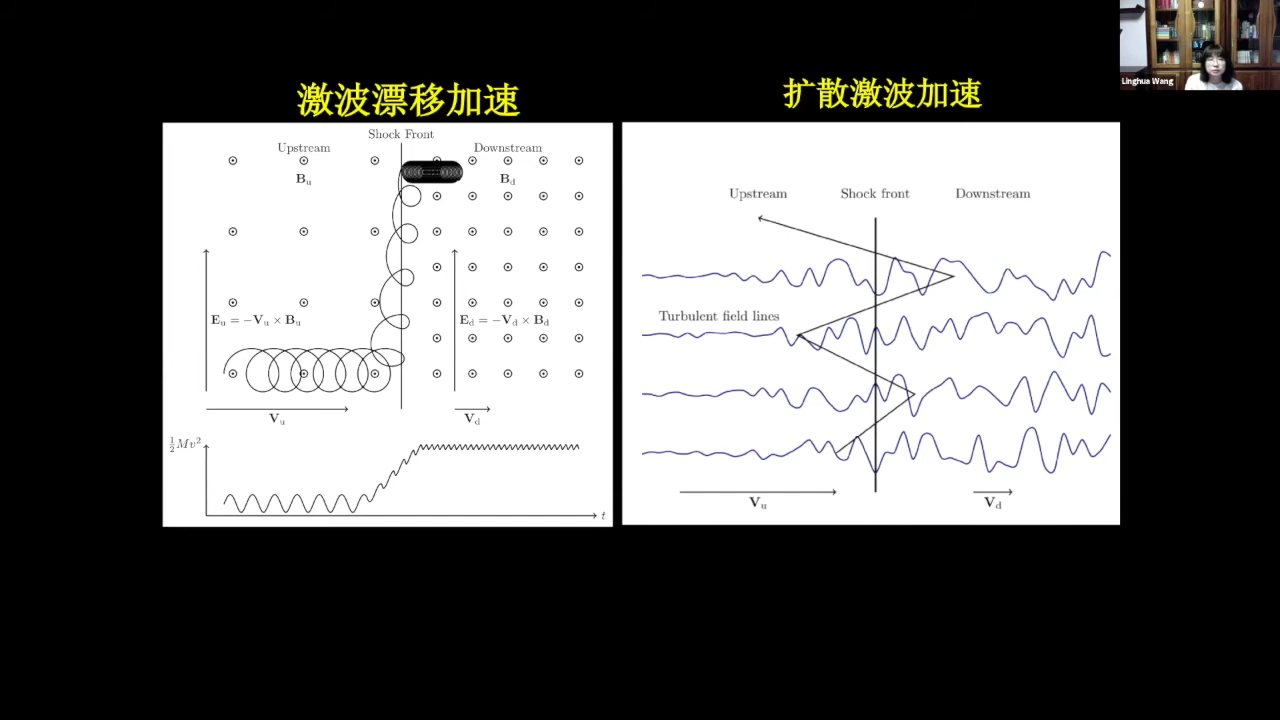 激波漂移加速
扩散激波加速
Linghua Wang
Shock Front
Upstream
Downstream
B_u
B_d
E_u = −V_u × B_u
E_d = −V_d × B_d
V_u
V_d
½Mv²
t
Upstream
Shock front
Downstream
Turbulent field lines
V_u
V_d